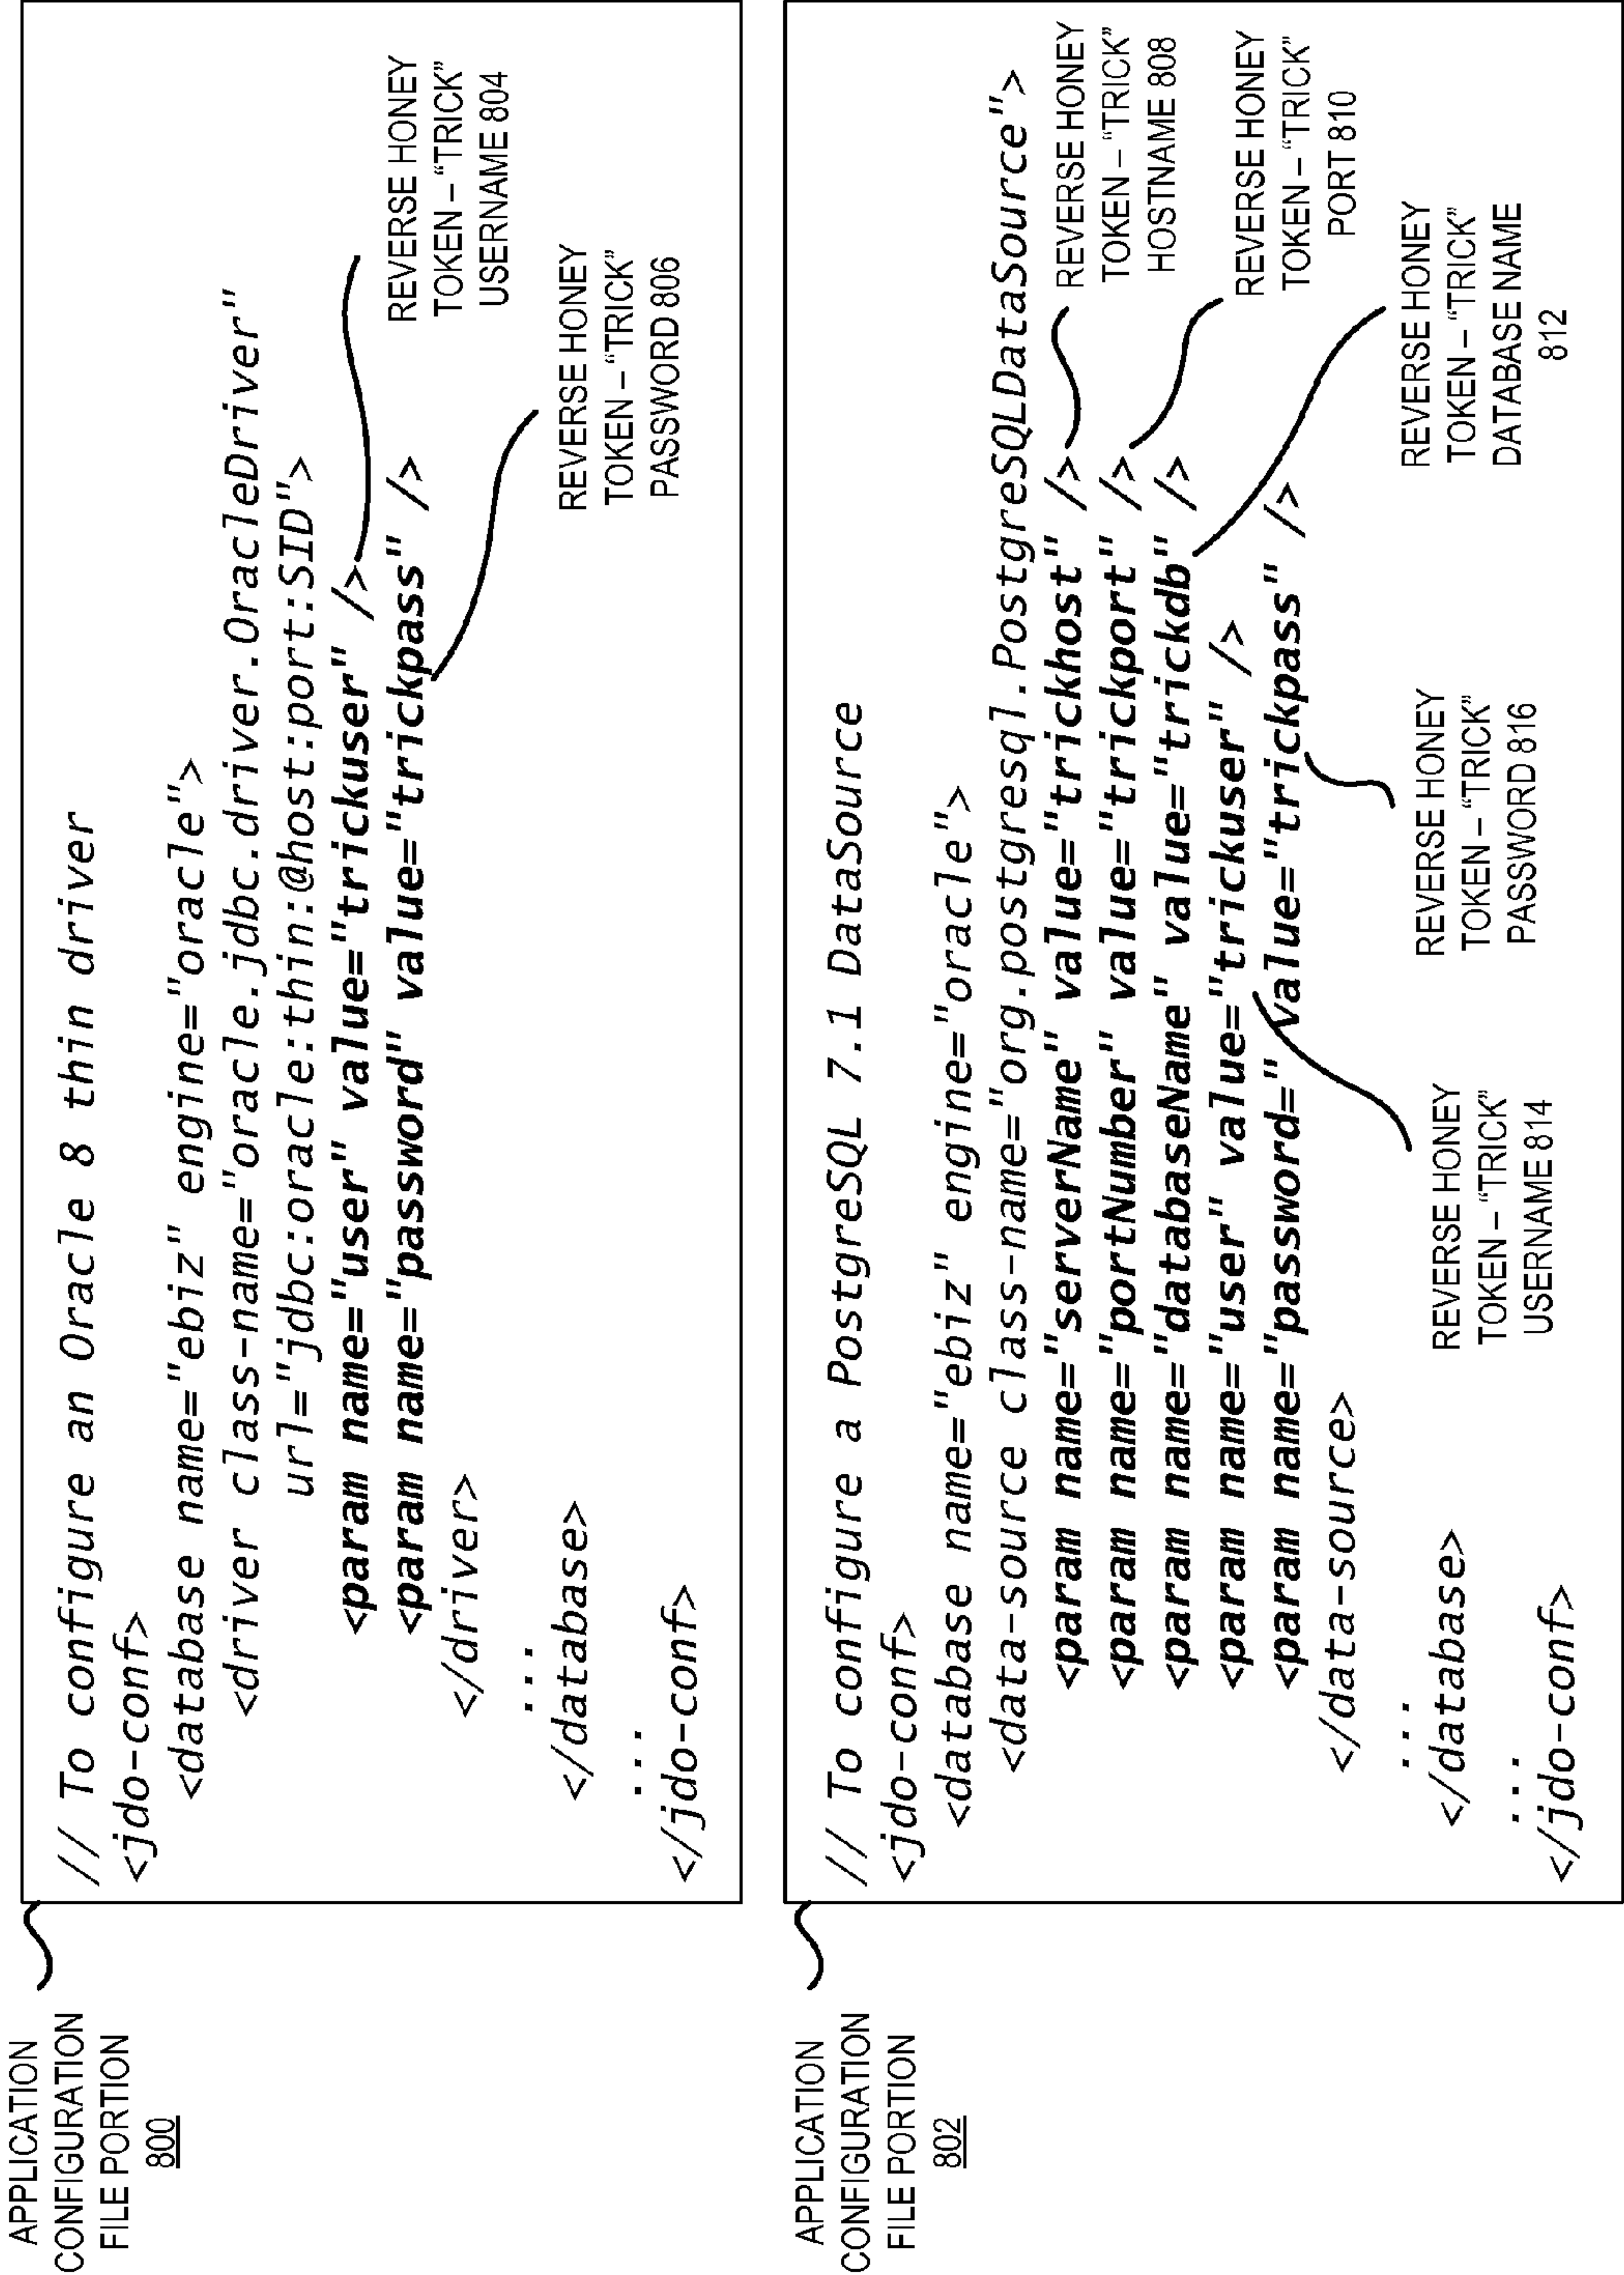 APPLICATION
CONFIGURATION
FILE PORTION
800
// To configure an Oracle 8 thin driver
<jdo-conf>
<database name="ebiz" engine="oracle">
<driver class-name="oracle.jdbc.driver.OracleDriver"
url="jdbc:oracle:thin:@host:port:SID">
<param name="user" value="trickuser" />
<param name="password" value="trickpass" />
</driver>
...
</database>
...
</jdo-conf>
REVERSE HONEY
TOKEN – “TRICK”
USERNAME 804
REVERSE HONEY
TOKEN – “TRICK”
PASSWORD 806
APPLICATION
CONFIGURATION
FILE PORTION
802
// To configure a PostgreSQL 7.1 DataSource
<jdo-conf>
<database name="ebiz" engine="oracle">
<data-source class-name="org.postgresql.PostgreSQLDataSource">
<param name="serverName" value="trickhost" />
<param name="portNumber" value="trickport" />
<param name="databaseName" value="trickdb" />
<param name="user" value="trickuser" />
<param name="password=" value="trickpass" />
</data-source>
...
</database>
...
</jdo-conf>
REVERSE HONEY
TOKEN – “TRICK”
HOSTNAME 808
REVERSE HONEY
TOKEN – “TRICK”
PORT 810
REVERSE HONEY
TOKEN – “TRICK”
DATABASE NAME
812
REVERSE HONEY
TOKEN – “TRICK”
USERNAME 814
REVERSE HONEY
TOKEN – “TRICK”
PASSWORD 816